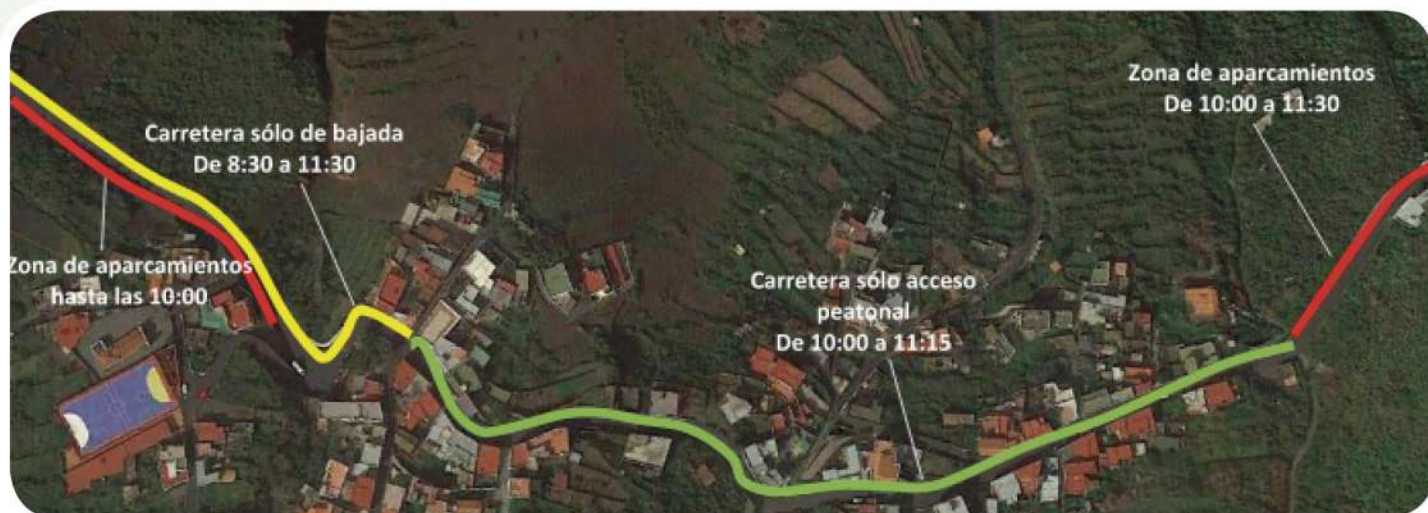 Zona de aparcamientos
De 10:00 a 11:30
Carretera sólo de bajada
De 8:30 a 11:30
Zona de aparcamientos
hasta las 10:00
Carretera sólo acceso
peatonal
De 10:00 a 11:15